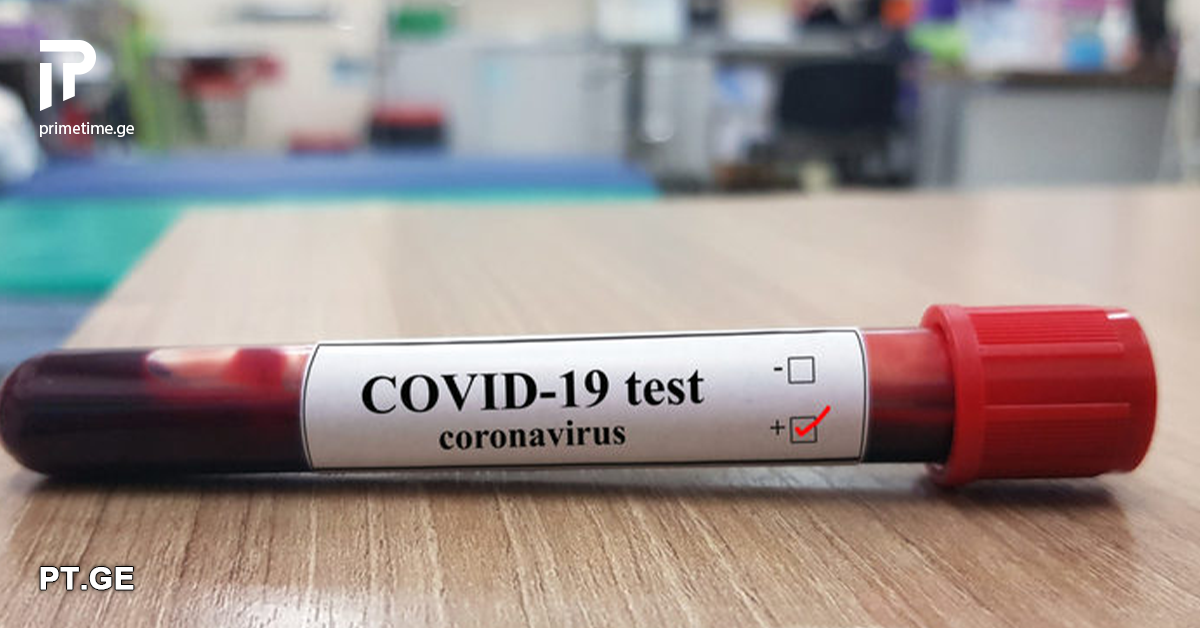 primetime.ge
COVID-19 test
coronavirus
-
+
PT.GE